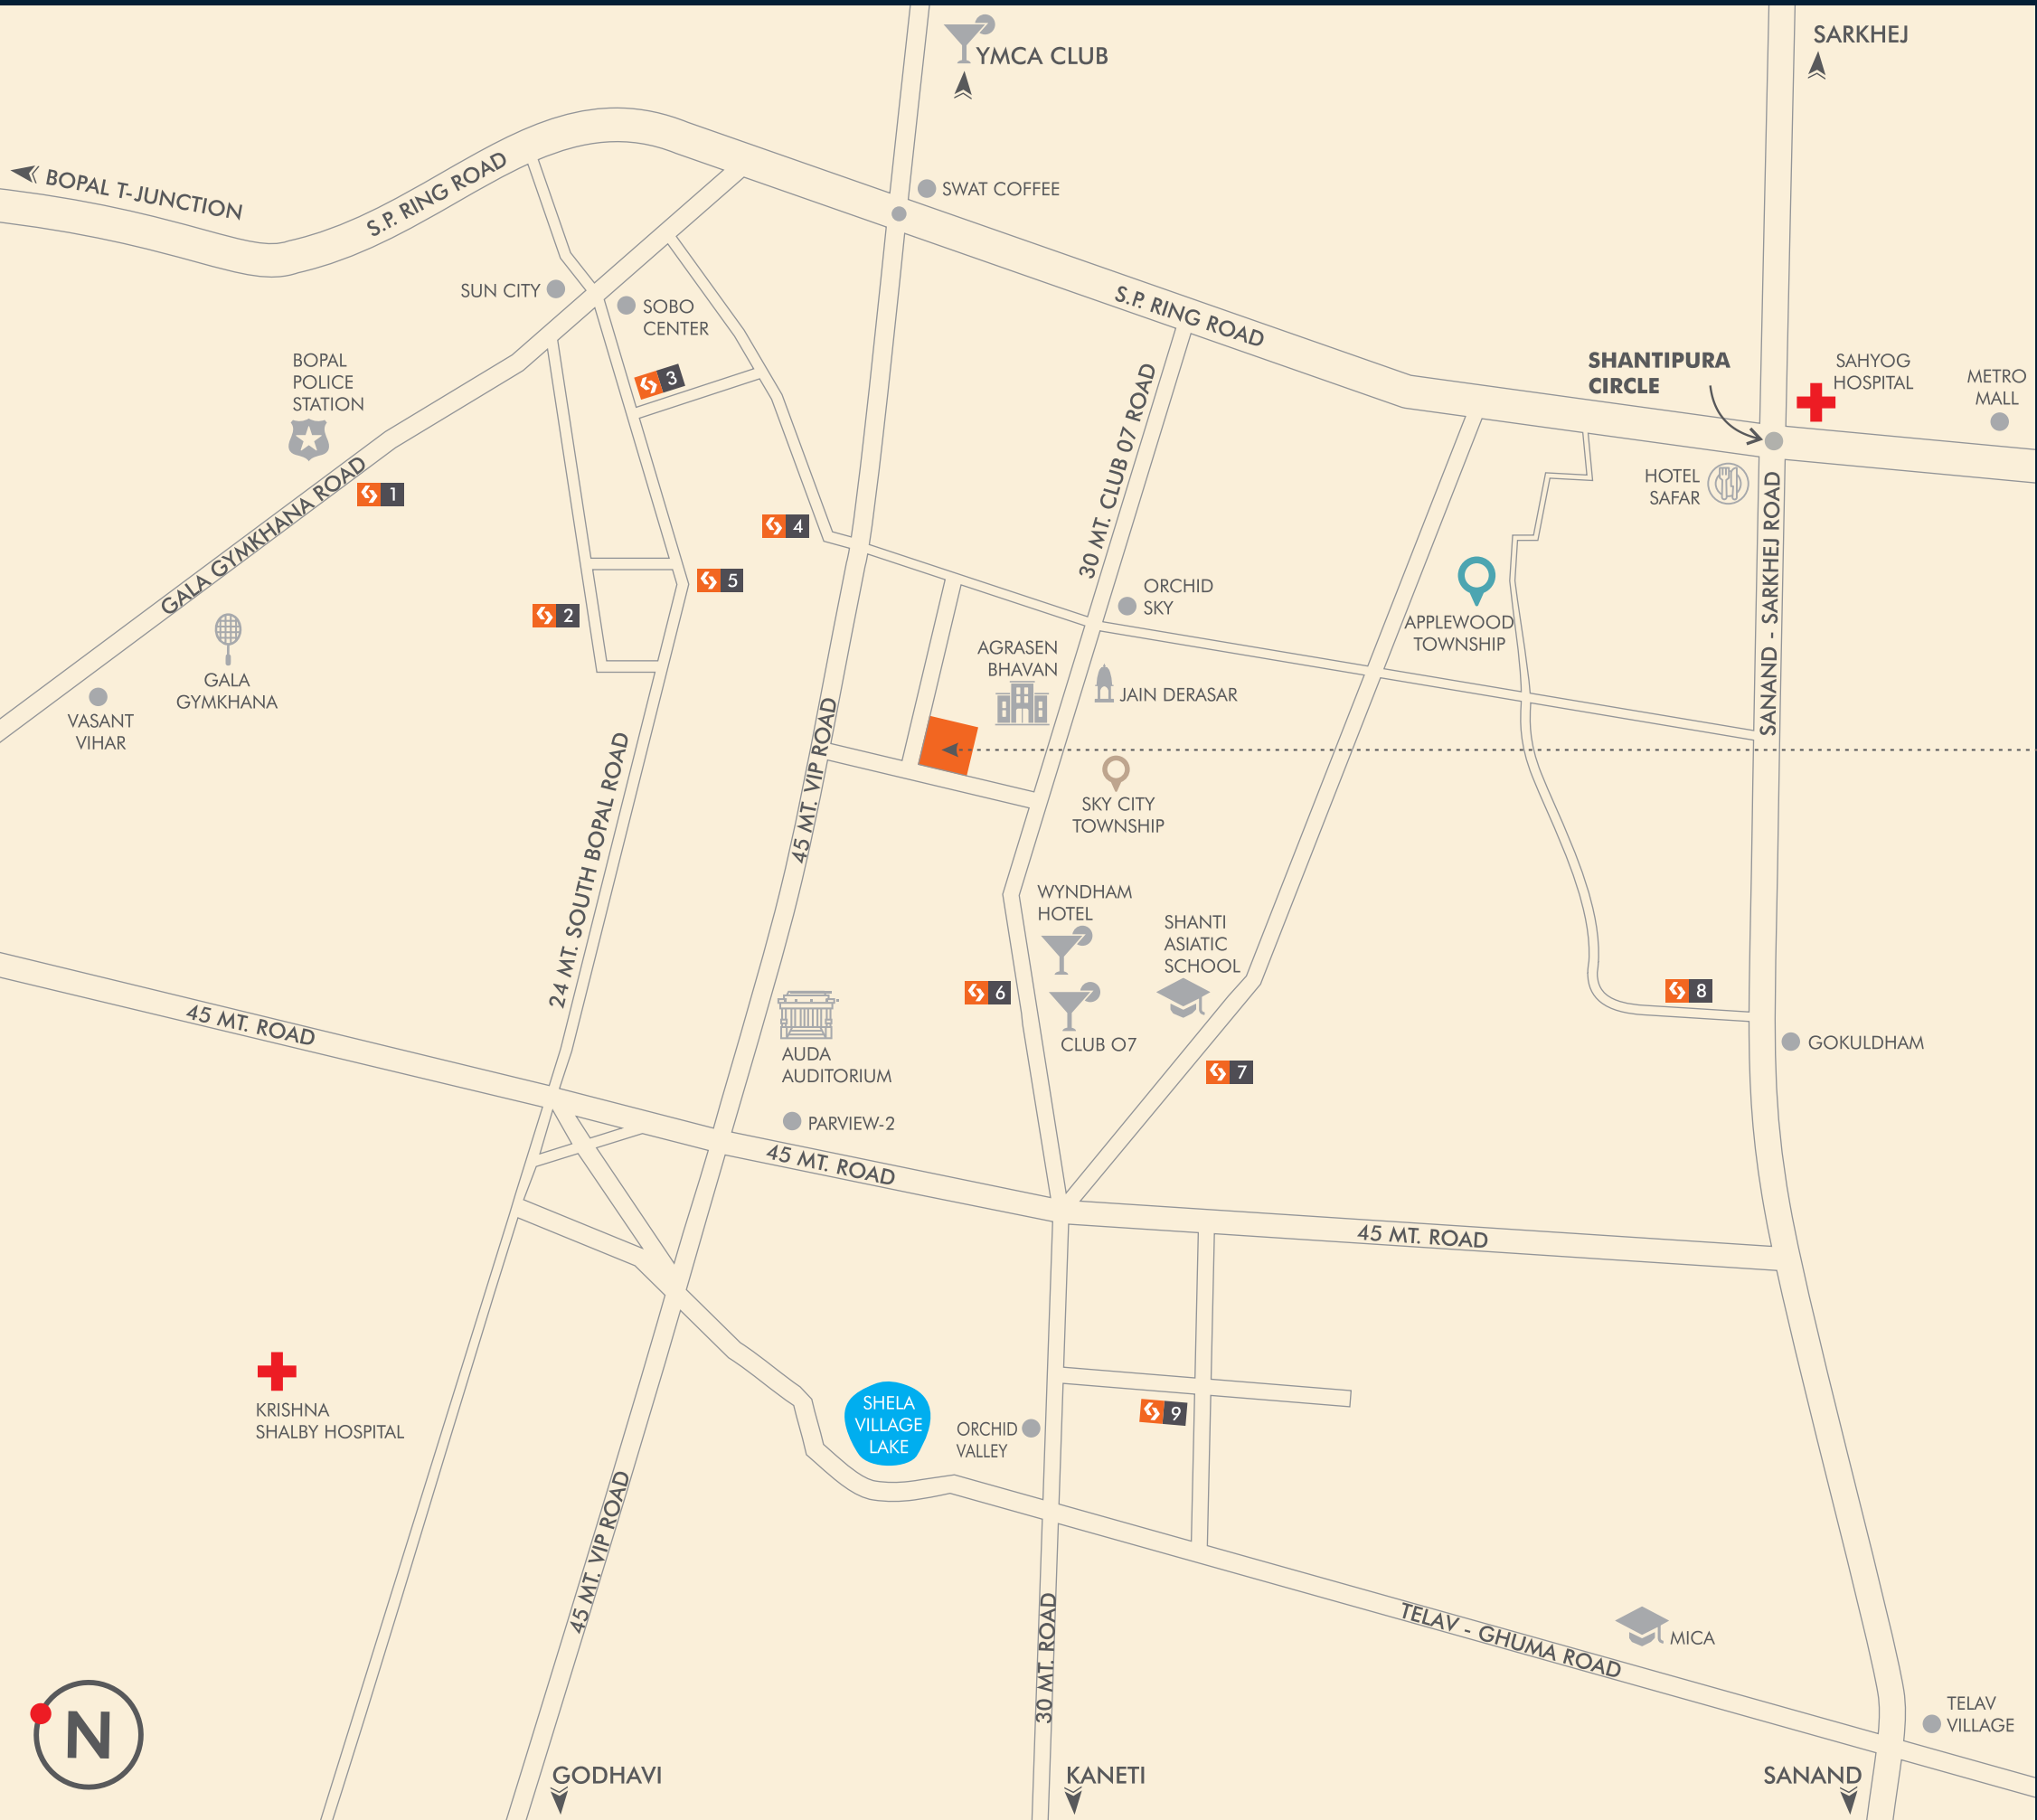 YMCA CLUB
SARKHEJ
BOPAL T-JUNCTION
S.P. RING ROAD
SWAT COFFEE
SUN CITY
SOBO
CENTER
S.P. RING ROAD
BOPAL
POLICE
STATION
3
SHANTIPURA
CIRCLE
SAHYOG
HOSPITAL
METRO
MALL
1
GALA GYMKHANA ROAD
30 MT. CLUB 07 ROAD
HOTEL
SAFAR
4
5
2
ORCHID
SKY
APPLEWOOD
TOWNSHIP
SANAND - SARKHEJ ROAD
AGRASEN
BHAVAN
JAIN DERASAR
GALA
GYMKHANA
VASANT
VIHAR
24 MT. SOUTH BOPAL ROAD
45 MT. VIP ROAD
SKY CITY
TOWNSHIP
WYNDHAM
HOTEL
SHANTI
ASIATIC
SCHOOL
6
8
45 MT. ROAD
AUDA
AUDITORIUM
CLUB O7
GOKULDHAM
7
PARVIEW-2
45 MT. ROAD
45 MT. ROAD
KRISHNA
SHALBY HOSPITAL
SHELA
VILLAGE
LAKE
ORCHID
VALLEY
9
45 MT. VIP ROAD
30 MT. ROAD
TELAV - GHUMA ROAD
MICA
TELAV
VILLAGE
N
GODHAVI
KANETI
SANAND